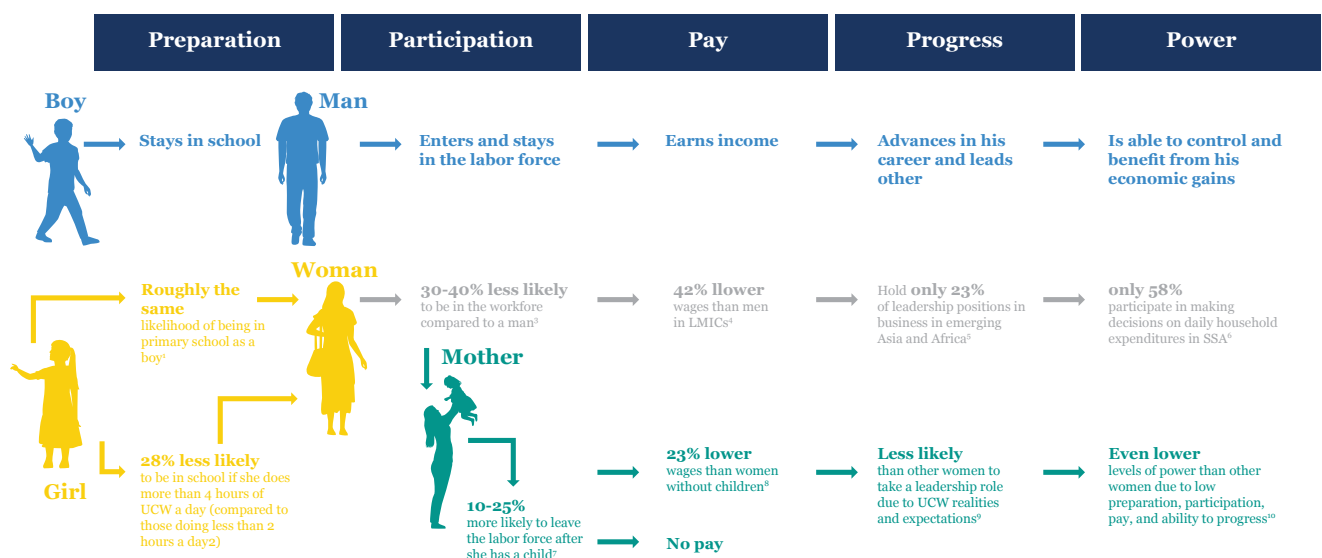 Preparation
Participation
Pay
Progress
Power
Boy
Stays in school
Man
Enters and stays
in the labor force
Earns income
Advances in his
career and leads
other
Is able to control and
benefit from his
economic gains
Girl
Roughly the
same
likelihood of being in
primary school as a
boy¹
28% less likely
to be in school if she does
more than 4 hours of
UCW a day (compared to
those doing less than 2
hours a day2)
Woman
30-40% less likely
to be in the workfore
compared to a man³
42% llower
wages than men
in LMICs⁴
Hold only 23%
of leadership positions in
business in emerging
Asia and Africa⁵
only 58%
participate in making
decisions on daily household
expenditures in SSA⁶
Mother
10-25%
more likely to leave
the labor force after
she has a child⁷
23% lower
wages than women
without children⁸
No pay
Less likely
than other women to
take a leadership role
due to UCW realities
and expectations⁹
Even lower
levels of power than other
women due to low
preparation, participation,
pay, and ability to progress¹⁰